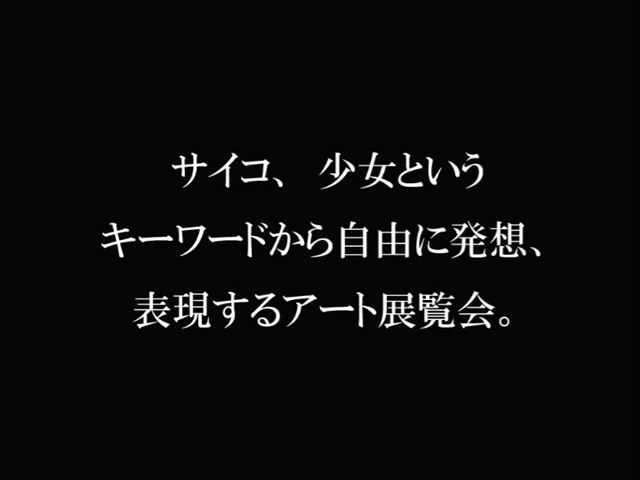 サイコ、 少女という
キーワードから自由に発想、
表現するアート展覧会。